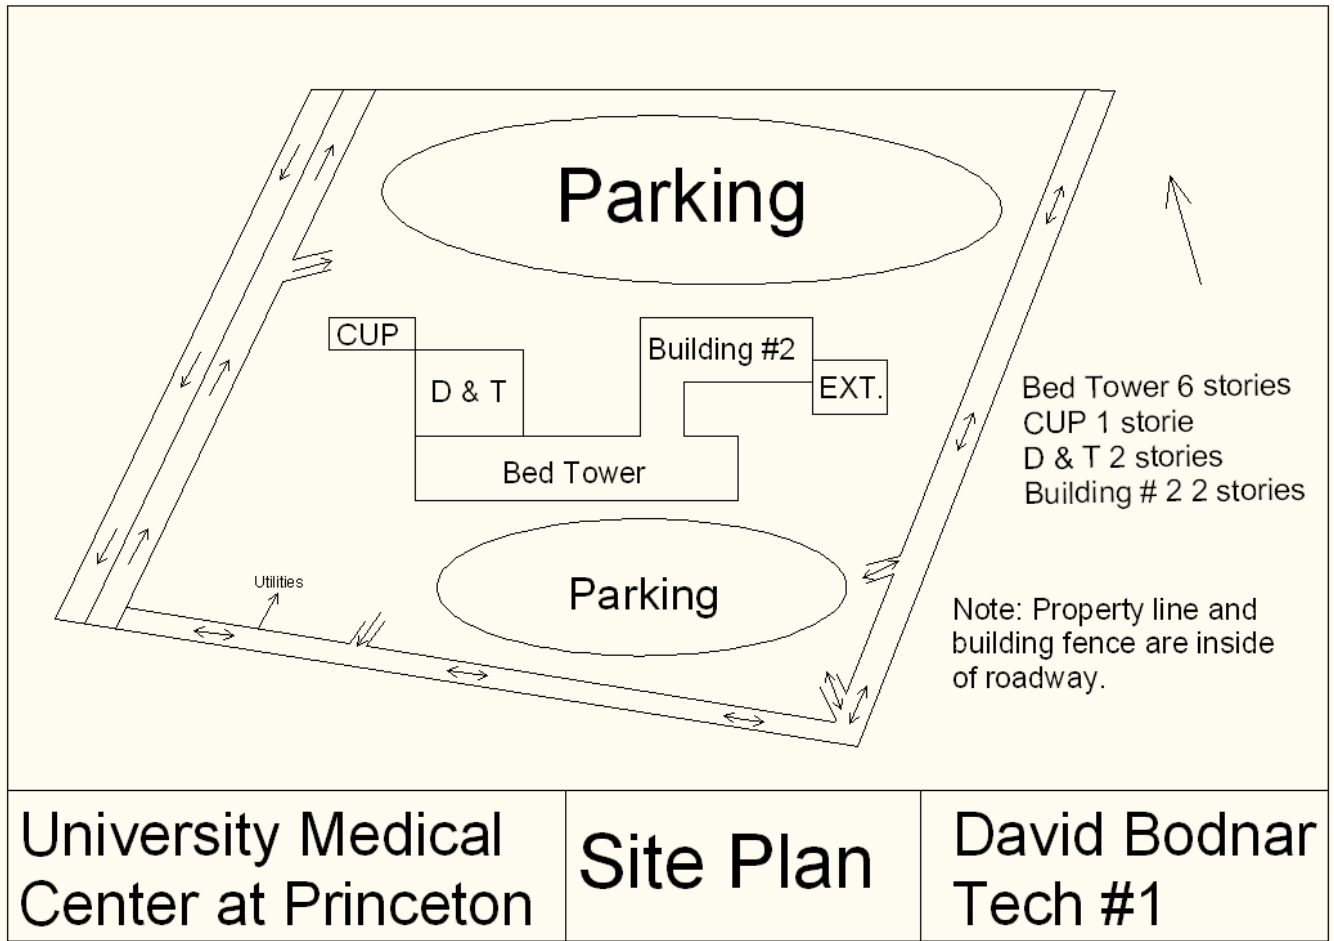 Parking
CUP
Building #2
D & T
EXT.
Bed Tower 6 stories
CUP 1 storie
D & T 2 stories
Building # 2 2 stories
Bed Tower
Utilities
Parking
Note: Property line and
building fence are inside
of roadway.
University Medical
Center at Princeton
Site Plan
David Bodnar
Tech #1